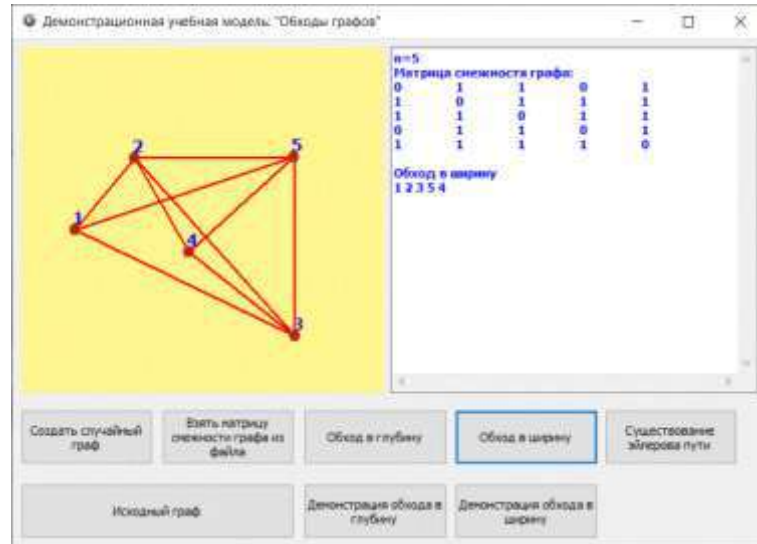 Демонстрационная учебная модель: "Обходы графов"
n=5
Матрица смежности графа:
0 1 1 0 1
1 0 1 1 1
1 1 0 1 1
0 1 1 0 1
1 1 1 1 0
Обход в ширину
1 2 3 5 4
2
5
1
4
3
Создать случайный
граф
Взять матрицу
смежности графа из
файла
Обход в глубину
Обход в ширину
Существование
эйлерова пути
Исходный граф
Демонстрация обхода в
глубину
Демонстрация обхода в
ширину